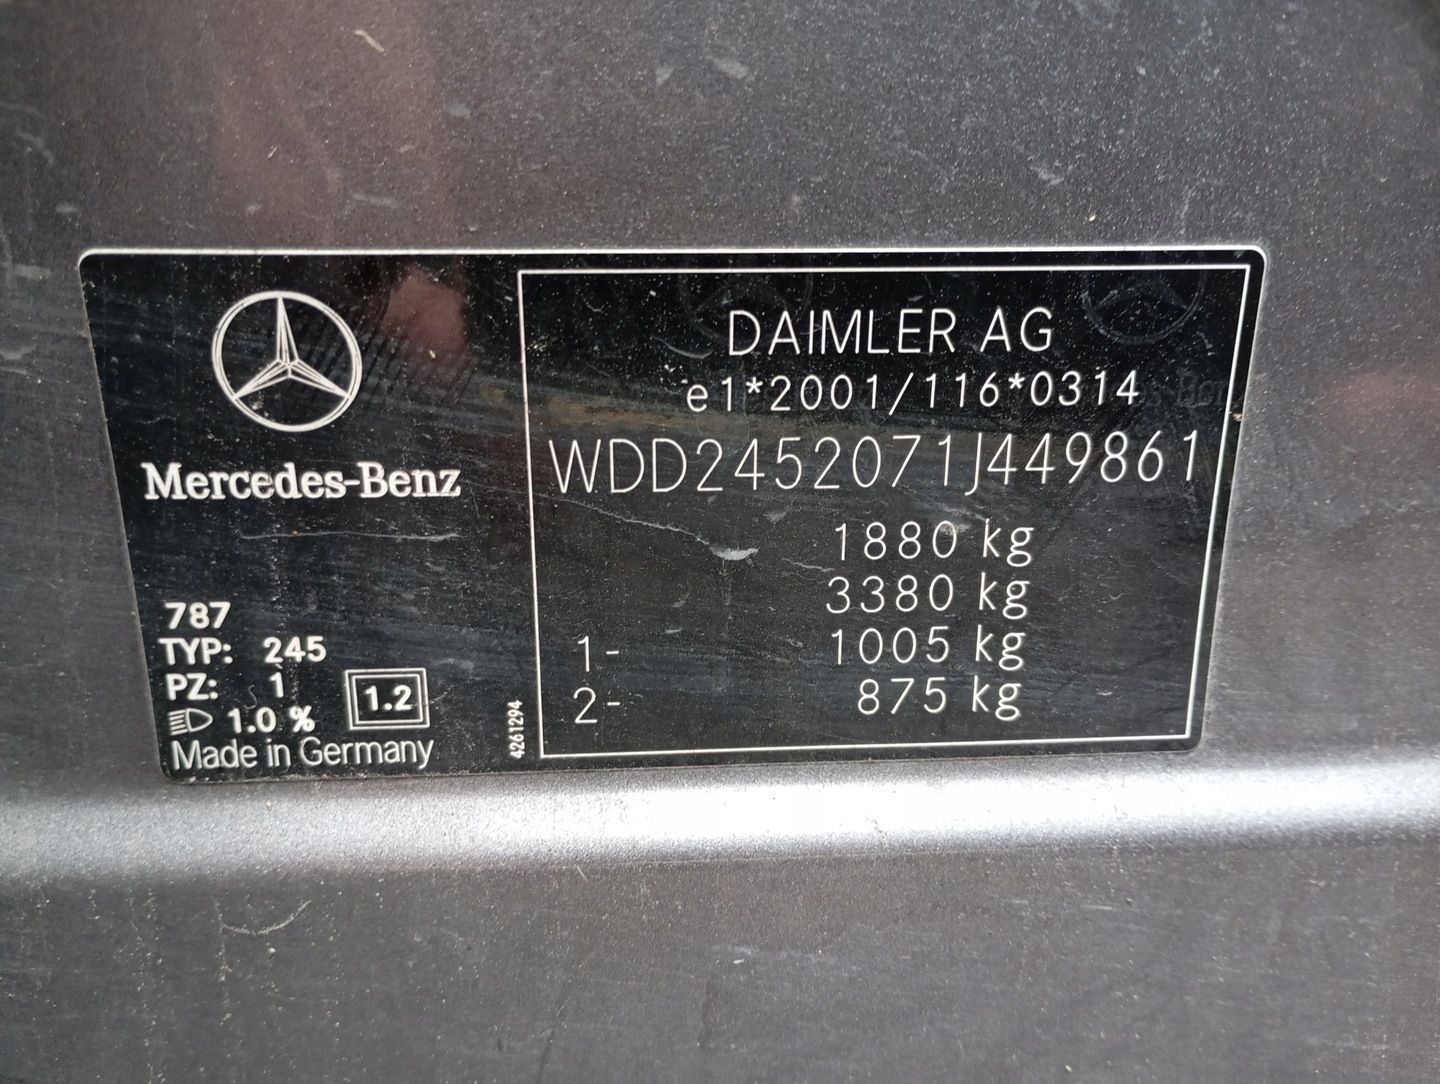 Mercedes-Benz
787
TYP: 245
PZ: 1
1.0 %
1.2
Made in Germany
4261294
DAIMLER AG
e1*2001/116*0314
WDD2452071J449861
1880 kg
3380 kg
1- 1005 kg
2- 875 kg